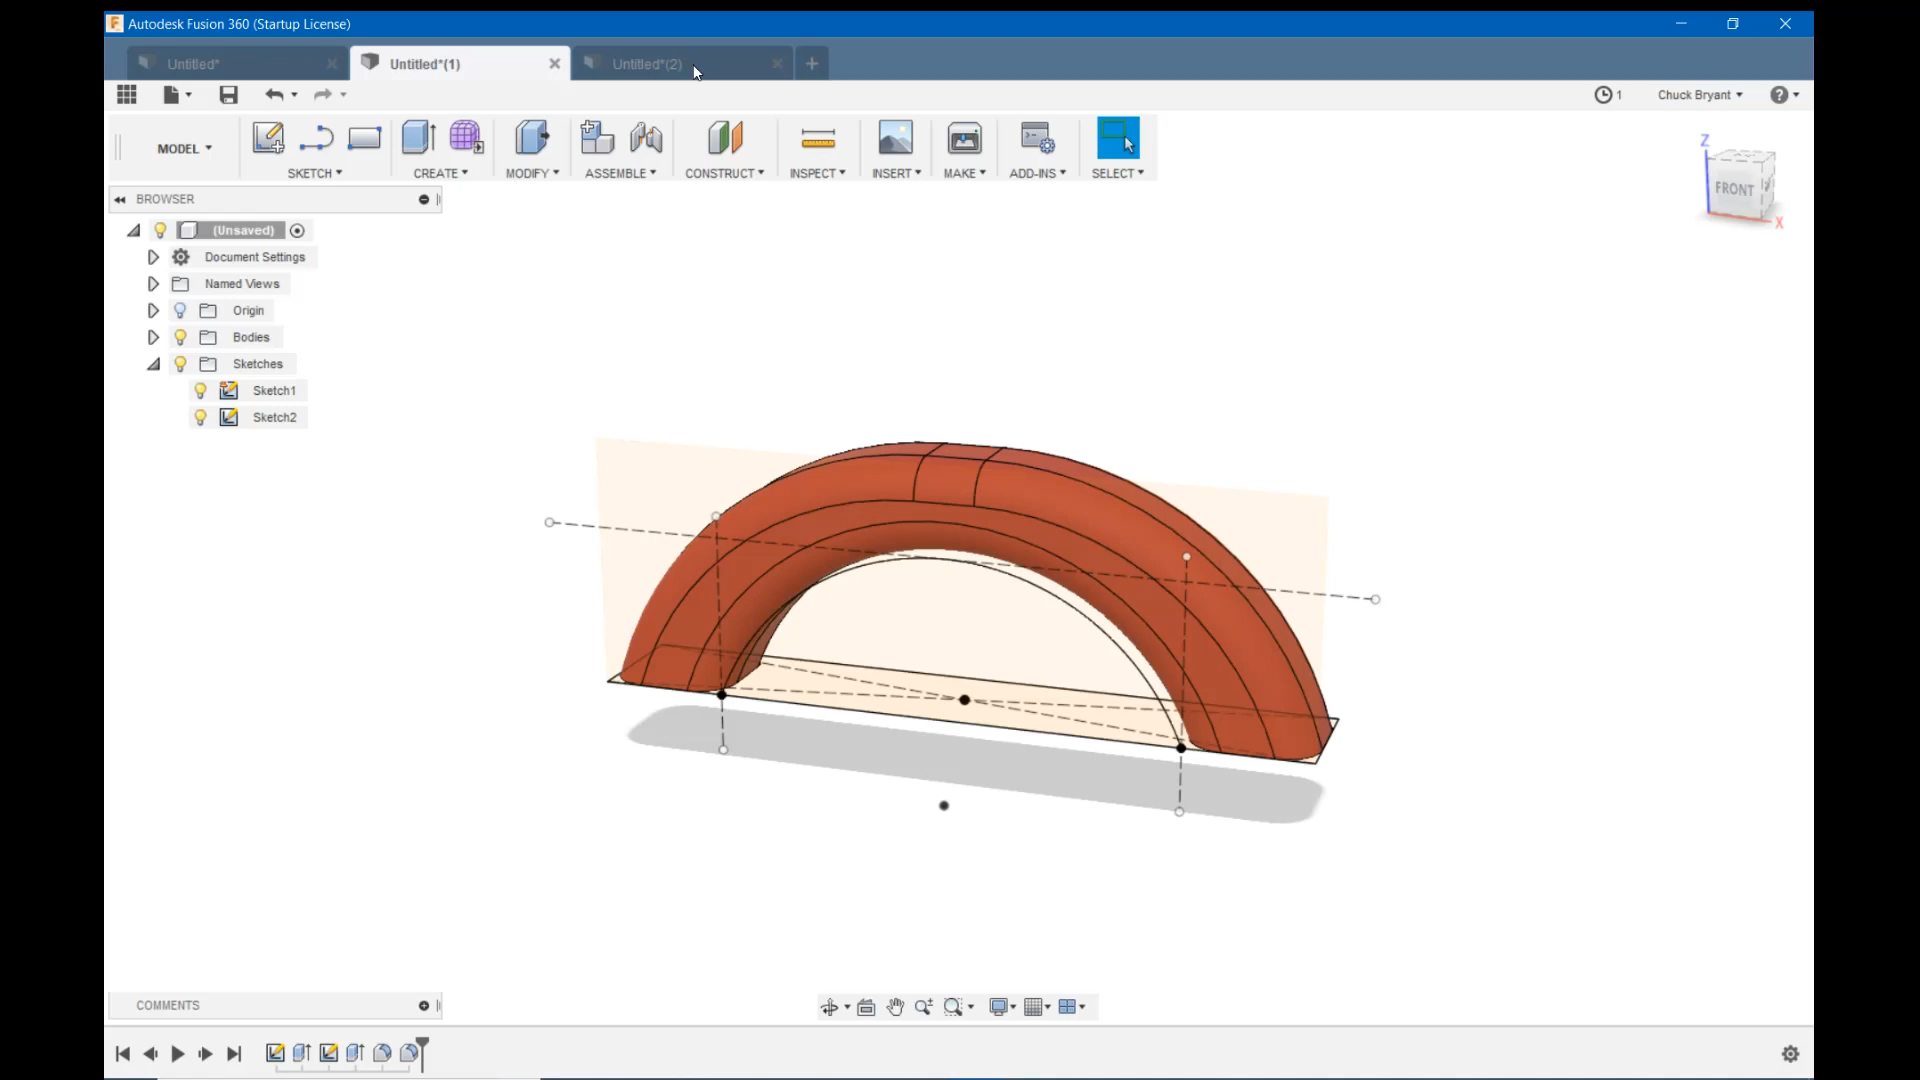 Autodesk Fusion 360 (Startup License)
Untitled*
Untitled*(1)
Untitled*(2)
1
Chuck Bryant
MODEL
SKETCH
CREATE
MODIFY
ASSEMBLE
CONSTRUCT
INSPECT
INSERT
MAKE
ADD-INS
SELECT
BROWSER
(Unsaved)
Document Settings
Named Views
Origin
Bodies
Sketches
Sketch1
Sketch2
Z
FRONT
X
COMMENTS